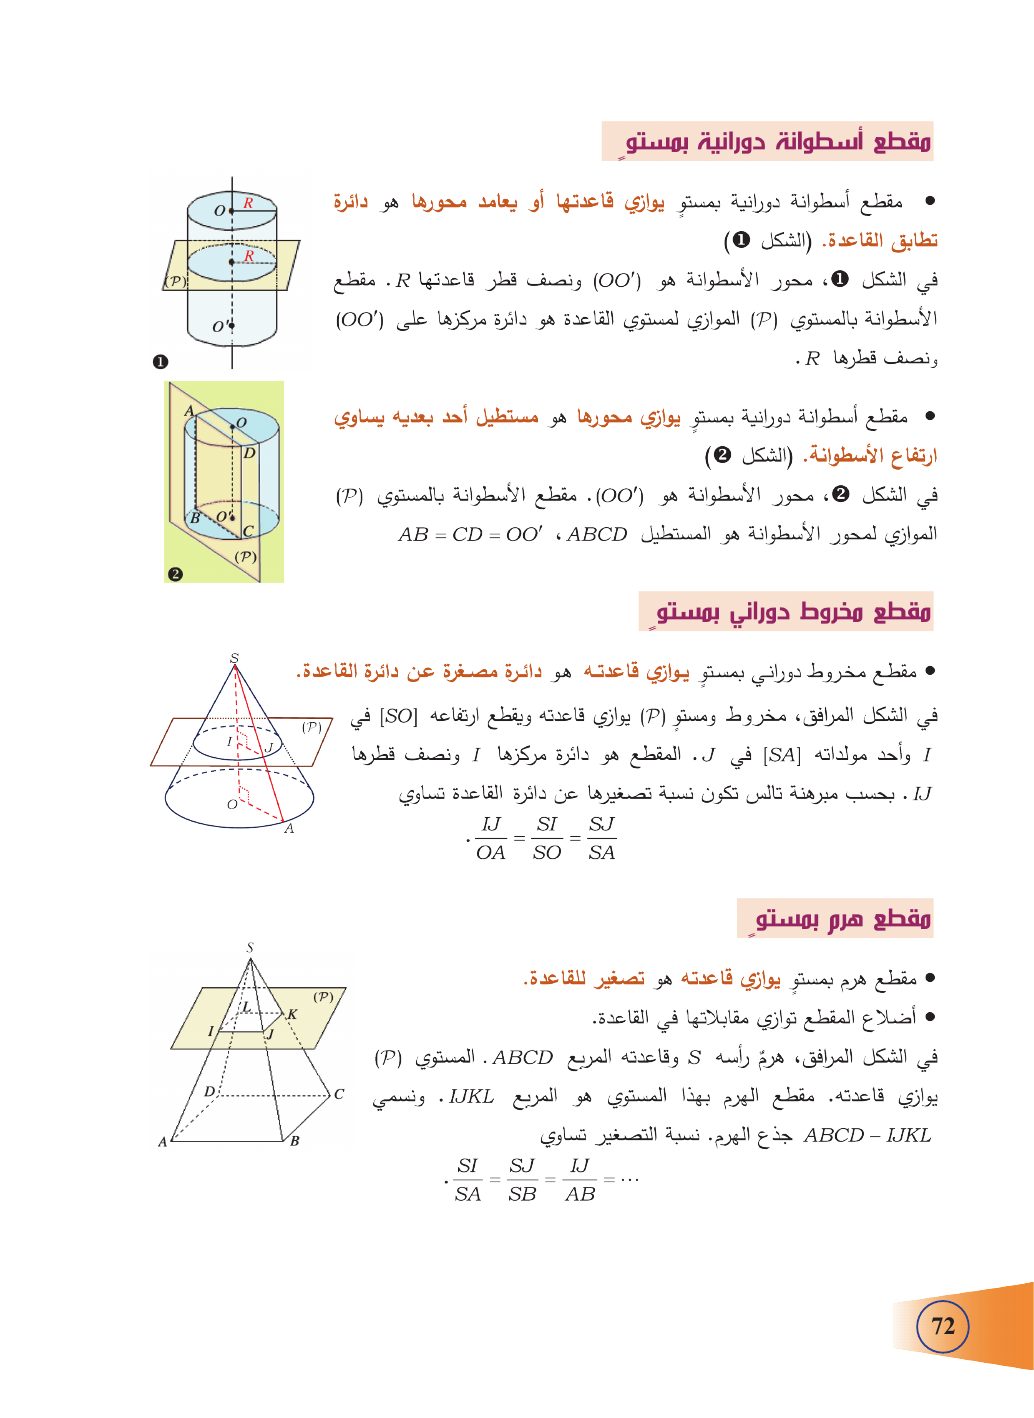 مقطع أسطوانة دورانية بمستوٍ
• مقطع أسطوانة دورانية بمستوٍ يوازي قاعدتها أو يعامد محورها هو دائرة
تطابق القاعدة. (الشكل ❶)
في الشكل ❶، محور الأسطوانة هو (OO') ونصف قطر قاعدتها R. مقطع
الأسطوانة بالمستوي (P) الموازي لمستوي القاعدة هو دائرة مركزها على (OO')
ونصف قطرها R.
O R
R
(P)
O'
❶
• مقطع أسطوانة دورانية بمستوٍ يوازي محورها هو مستطيل أحد بعديه يساوي
ارتفاع الأسطوانة. (الشكل ❷)
في الشكل ❷، محور الأسطوانة هو (OO'). مقطع الأسطوانة بالمستوي (P)
الموازي لمحور الأسطوانة هو المستطيل ABCD ، AB = CD = OO'
A
O
D
B O'
C
(P)
❷
مقطع مخروط دوراني بمستوٍ
• مقطع مخروط دوراني بمستوٍ يوازي قاعدته هو دائرة مصغرة عن دائرة القاعدة.
في الشكل المرافق، مخروط ومستوٍ (P) يوازي قاعدته ويقطع ارتفاعه [SO] في
I وأحد مولداته [SA] في J. المقطع هو دائرة مركزها I ونصف قطرها
IJ. بحسب مبرهنة تالس تكون نسبة تصغيرها عن دائرة القاعدة تساوي
IJ/OA = SI/SO = SJ/SA.
S
(P)
I J
O
A
مقطع هرم بمستوٍ
• مقطع هرم بمستوٍ يوازي قاعدته هو تصغير للقاعدة.
• أضلاع المقطع توازي مقابلاتها في القاعدة.
في الشكل المرافق، هرمٌ رأسه S وقاعدته المربع ABCD. المستوي (P)
يوازي قاعدته. مقطع الهرم بهذا المستوي هو المربع IJKL. ونسمي
ABCD – IJKL جذع الهرم. نسبة التصغير تساوي
SI/SA = SJ/SB = IJ/AB = ⋯.
S
(P)
L K
I J
D C
A B
72